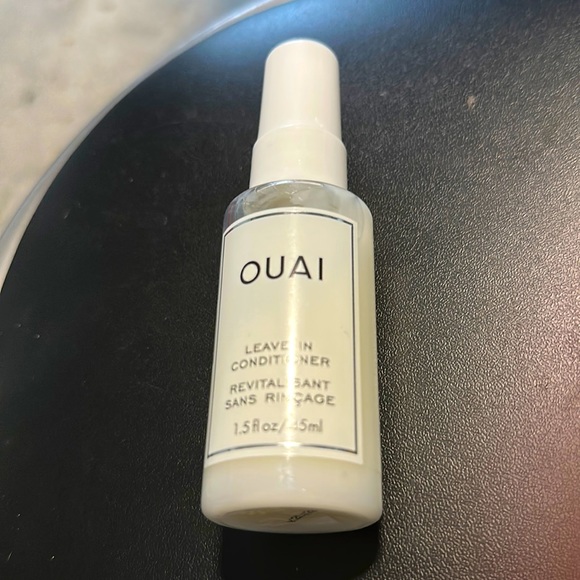 OUAI
LEAVE IN
CONDITIONER
REVITALISANT
SANS RINÇAGE
1.5 fl oz/45ml